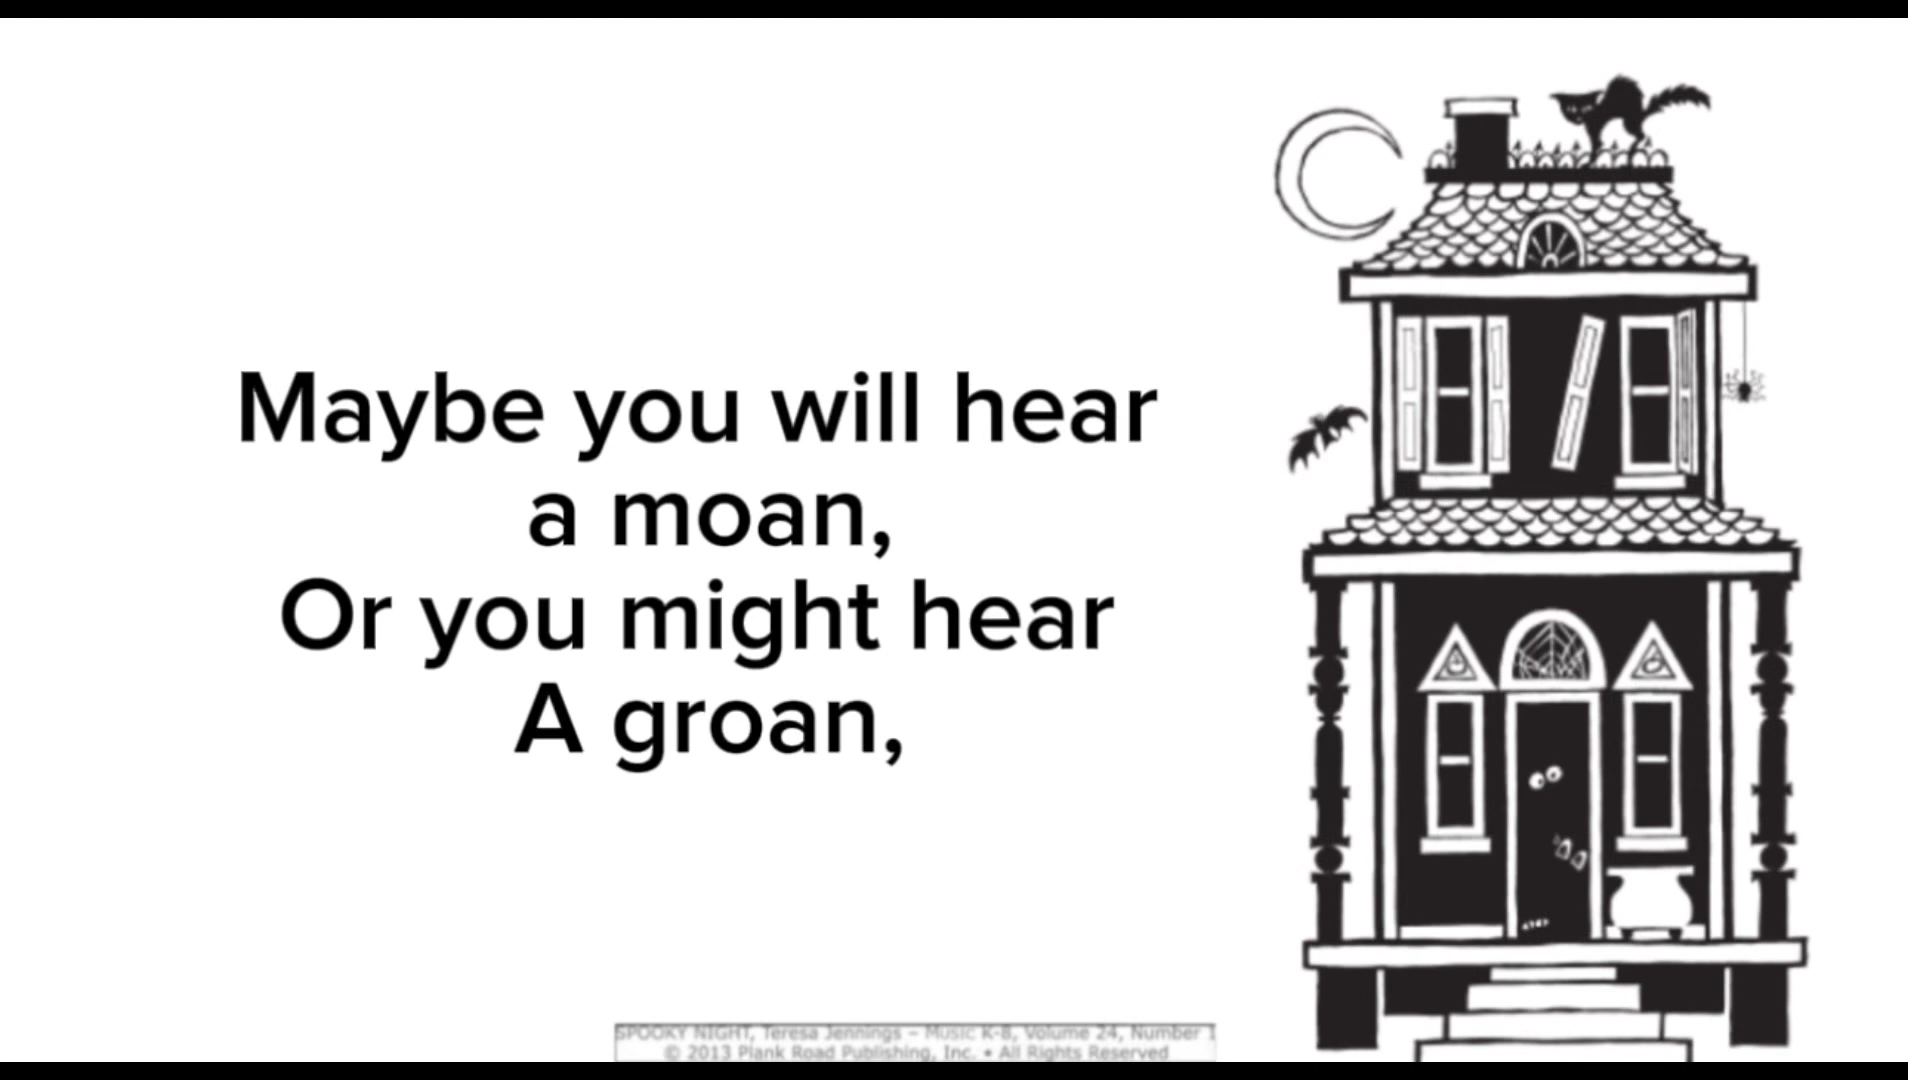 Maybe you will hear
a moan,
Or you might hear
A groan,
SPOOKY NIGHT, Teresa Jennings – Music K-8, Volume 24, Number 1
© 2013 Plank Road Publishing, Inc. • All Rights Reserved